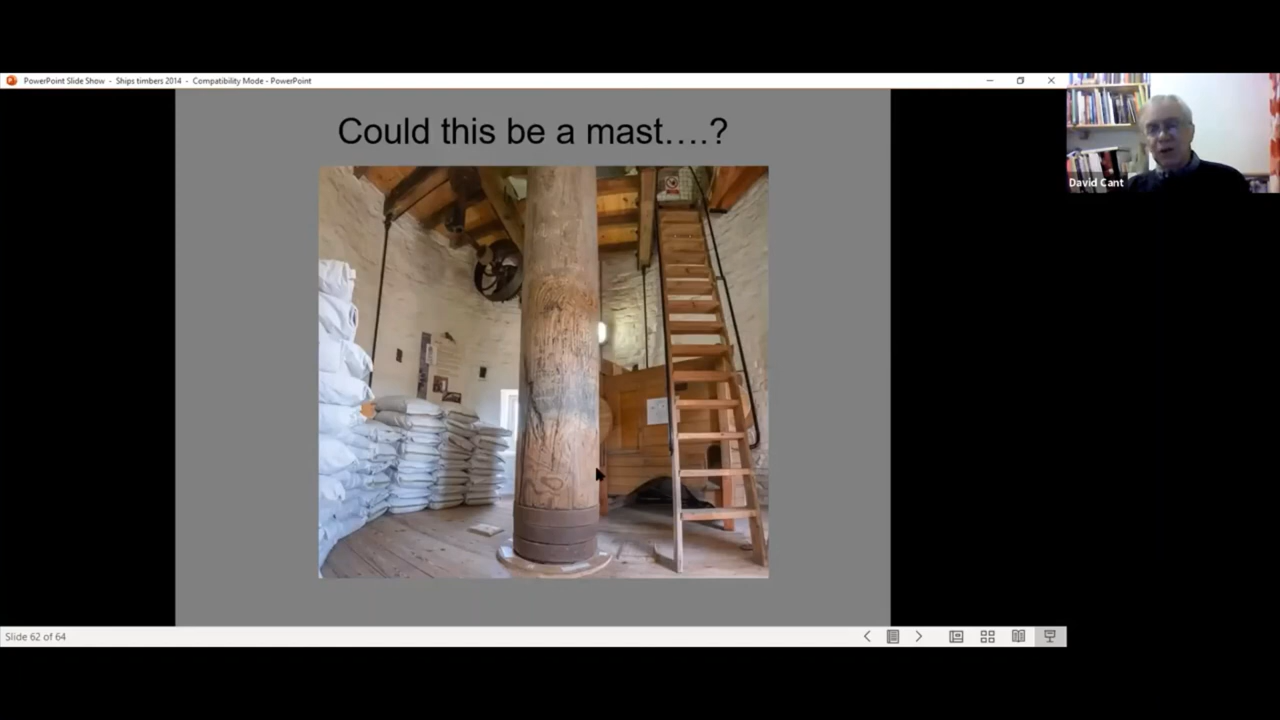 PowerPoint Slide Show - Ships timbers 2014 - Compatibility Mode - PowerPoint
Could this be a mast....?
David Cant
Slide 62 of 64